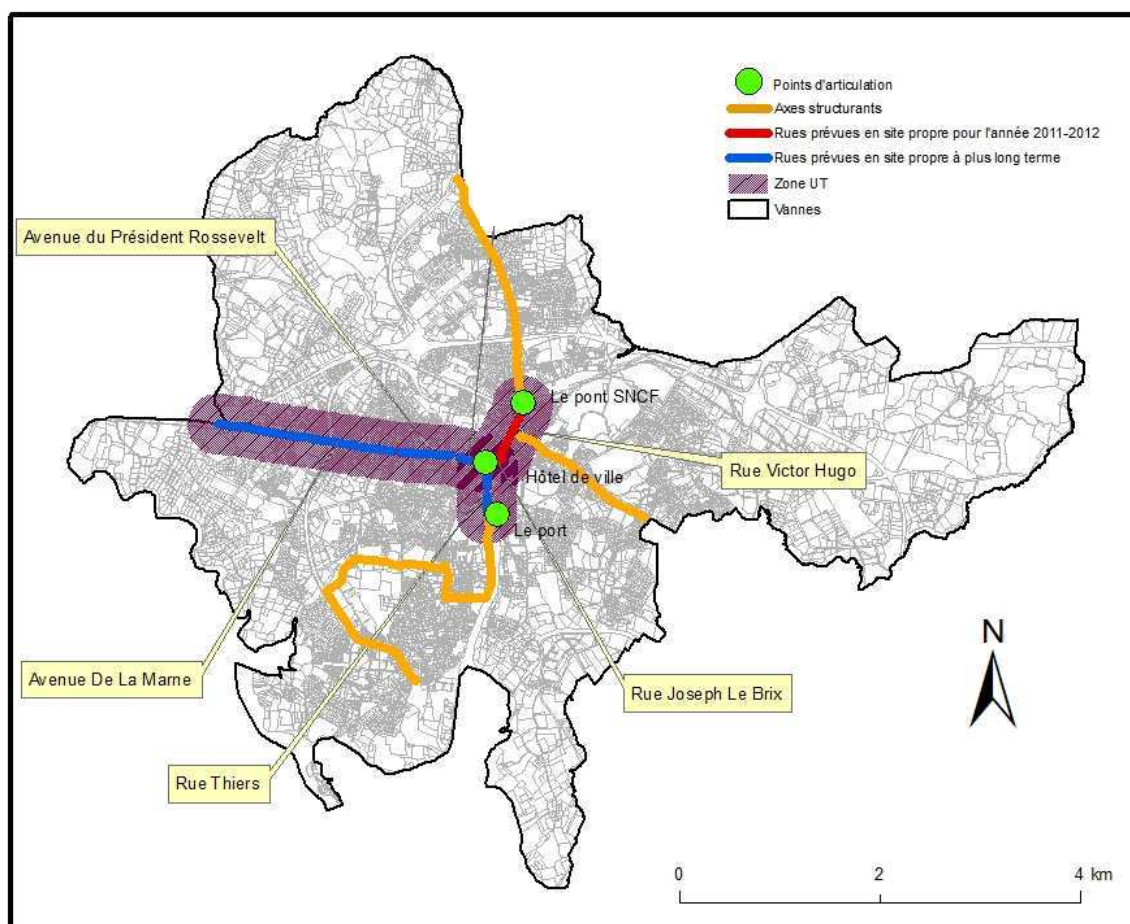 Points d'articulation
Axes structurants
Rues prévues en site propre pour l'année 2011-2012
Rues prévues en site propre à plus long terme
Zone UT
Vannes
Avenue du Président Rossevelt
Le pont SNCF
Rue Victor Hugo
Hôtel de ville
Le port
Avenue De La Marne
Rue Joseph Le Brix
Rue Thiers
N
0 2 4 km